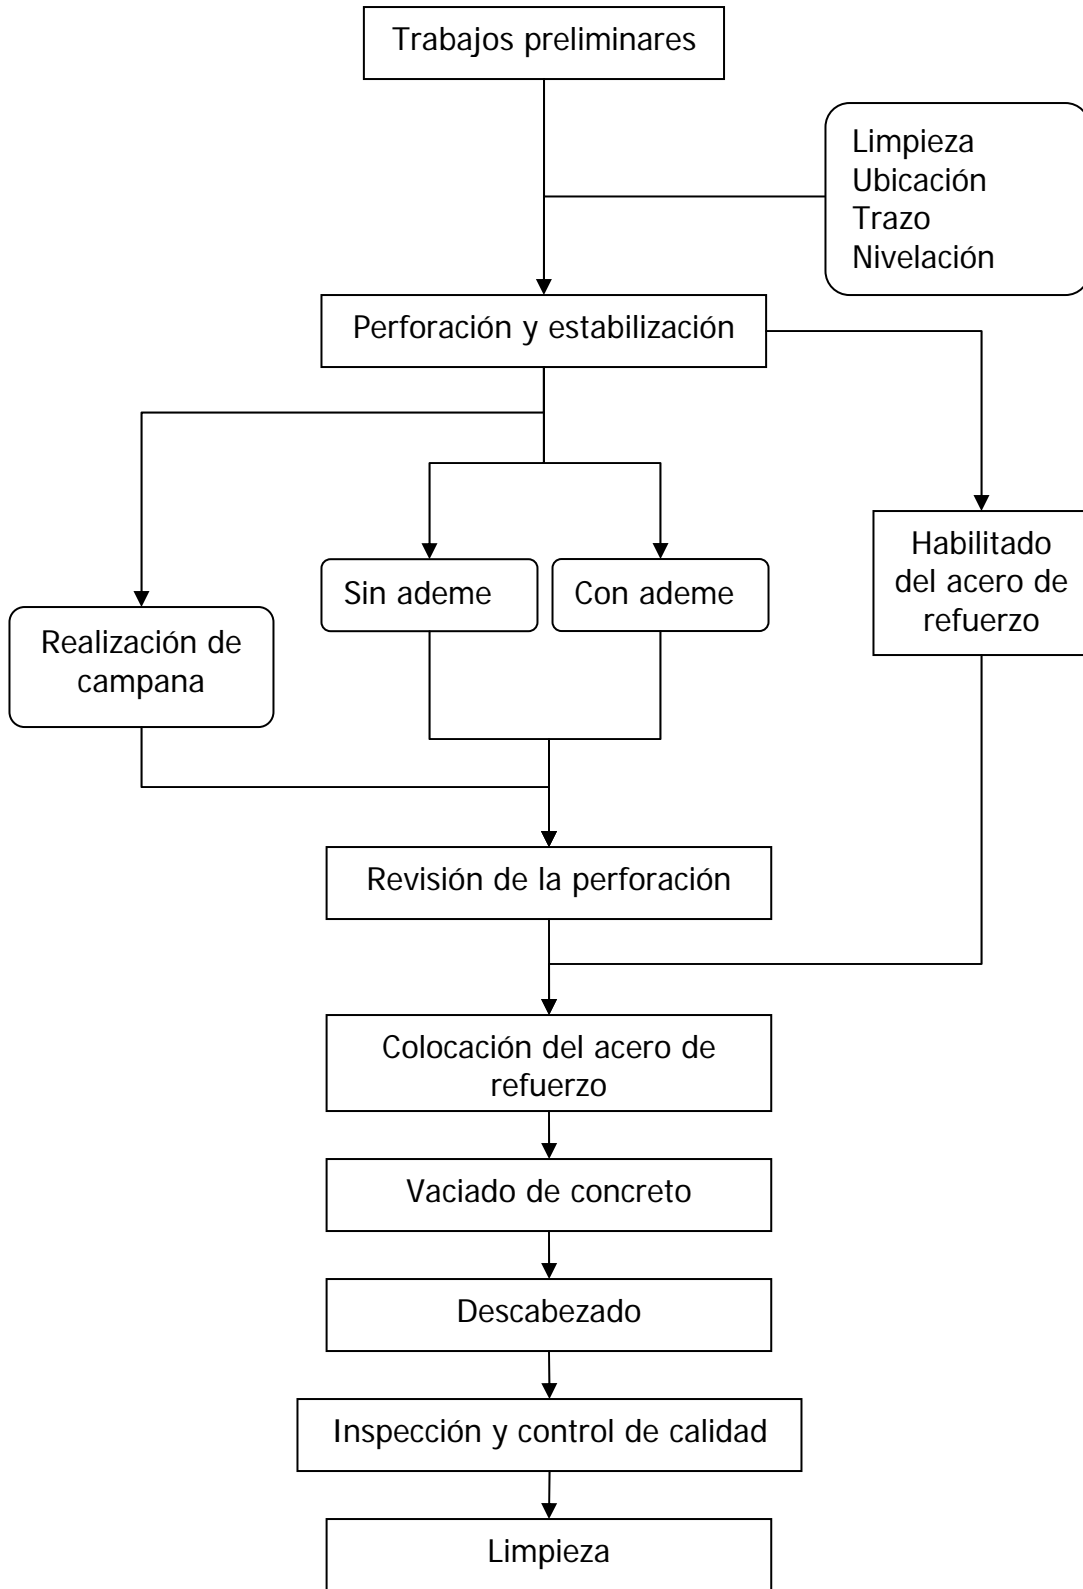 Trabajos preliminares
Limpieza
Ubicación
Trazo
Nivelación
Perforación y estabilización
Habilitado
del acero de
refuerzo
Sin ademe
Con ademe
Realización de
campana
Revisión de la perforación
Colocación del acero de
refuerzo
Vaciado de concreto
Descabezado
Inspección y control de calidad
Limpieza